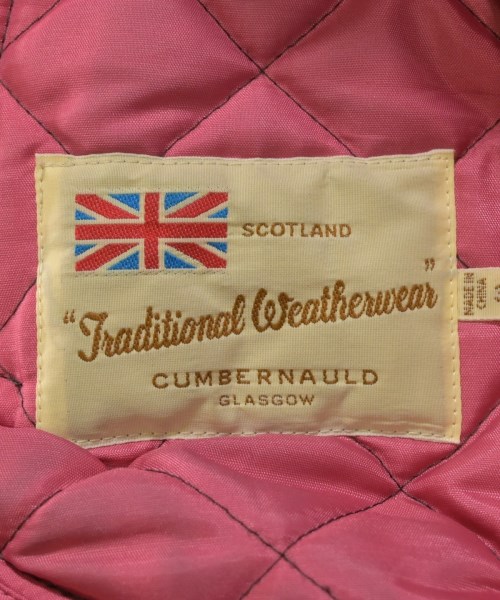 SCOTLAND
"Traditional Weatherwear"
CUMBERNAULD
GLASGOW
MADE IN
CHINA